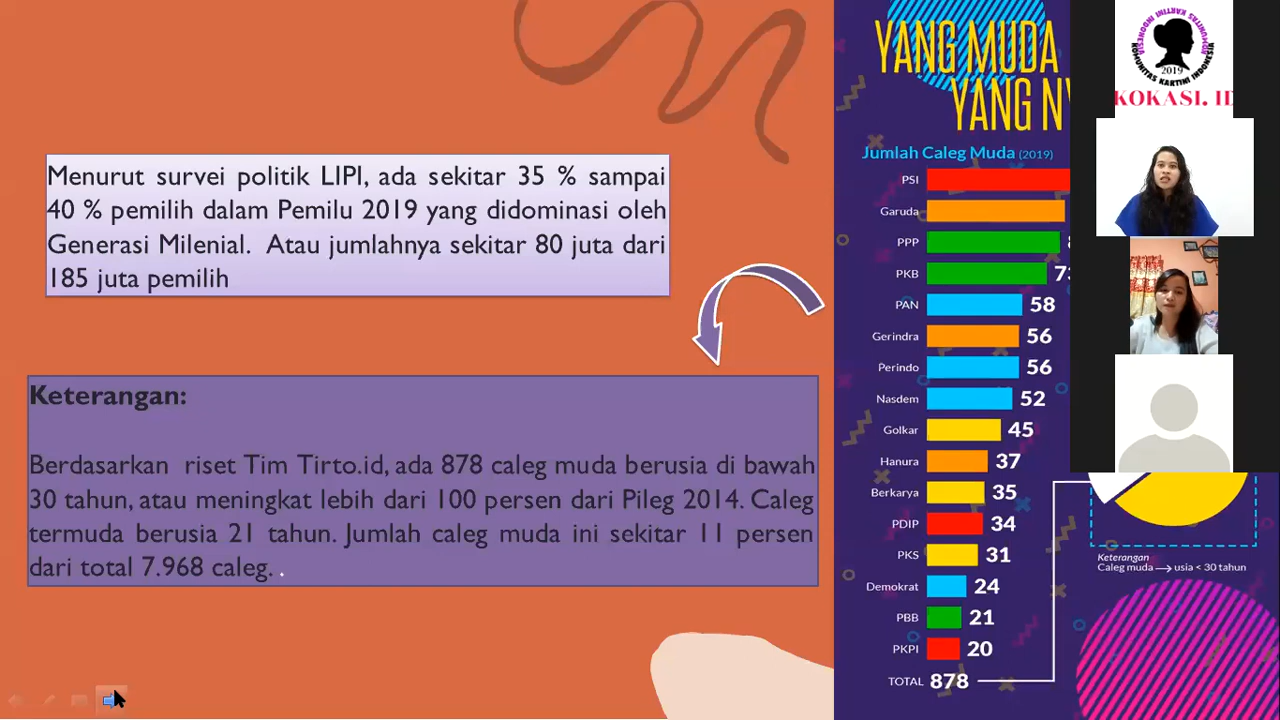 Menurut survei politik LIPI, ada sekitar 35 % sampai
40 % pemilih dalam Pemilu 2019 yang didominasi oleh
Generasi Milenial. Atau jumlahnya sekitar 80 juta dari
185 juta pemilih
Keterangan:
Berdasarkan riset Tim Tirto.id, ada 878 caleg muda berusia di bawah
30 tahun, atau meningkat lebih dari 100 persen dari Pileg 2014. Caleg
termuda berusia 21 tahun. Jumlah caleg muda ini sekitar 11 persen
dari total 7.968 caleg.
YANG MUDA
YANG
Jumlah Caleg Muda (2019)
PSI
Garuda
PPP
PKB
PAN 58
Gerindra 56
Perindo 56
Nasdem 52
Golkar 45
Hanura 37
Berkarya 35
PDIP 34
PKS 31
Demokrat 24
PBB 21
PKPI 20
TOTAL 878
Keterangan
Caleg muda → usia < 30 tahun
KOMUNITAS KARTINI INDONESIA
KOMUNITAS KARTINI INDONESIA
2019
KOKASI. ID